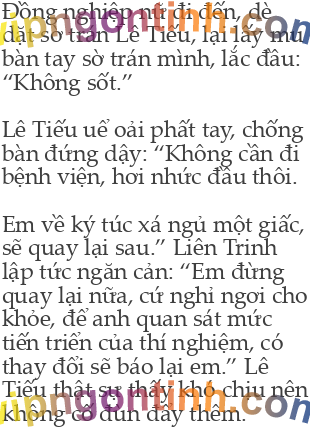 Đồng nghiệp nữ đi đến, dè
dặt sờ trán Lê Tiếu, lại lấy mu
bàn tay sờ trán mình, lắc đầu:
“Không sốt.”
Lê Tiếu uể oải phất tay, chống
bàn đứng dậy: “Không cần đi
bệnh viện, hơi nhức đầu thôi.
Em về ký túc xá ngủ một giấc,
sẽ quay lại sau.” Liên Trinh
lập tức ngăn cản: “Em đừng
quay lại nữa, cứ nghỉ ngơi cho
khỏe, để anh quan sát mức
tiến triển của thí nghiệm, có
thay đổi sẽ báo lại em.” Lê
Tiếu thật sự thấy khó chịu nên
không cố đun đẩy thêm.
vipngontinh.com
vipngontinh.com